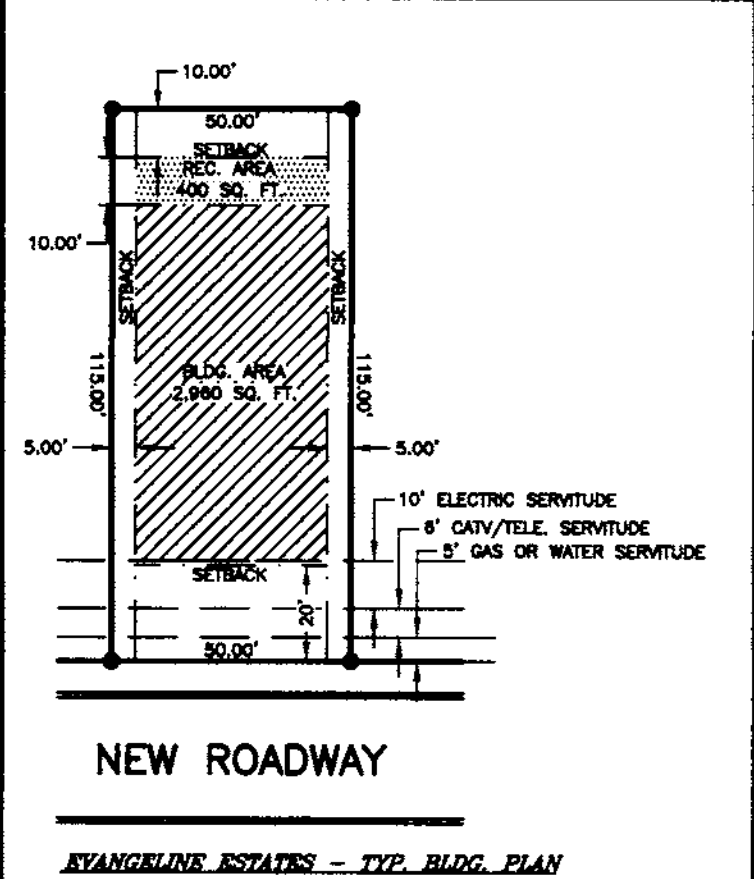 10.00'
50.00'
SETBACK
REC. AREA
400 SQ. FT.
10.00'
SETBACK
SETBACK
BLDG. AREA
2,960 SQ. FT.
115.00'
115.00'
5.00'
5.00'
10' ELECTRIC SERVITUDE
6' CATV/TELE. SERVITUDE
5' GAS OR WATER SERVITUDE
SETBACK
20'
50.00'
NEW ROADWAY
EVANGELINE ESTATES - TYP. BLDG. PLAN